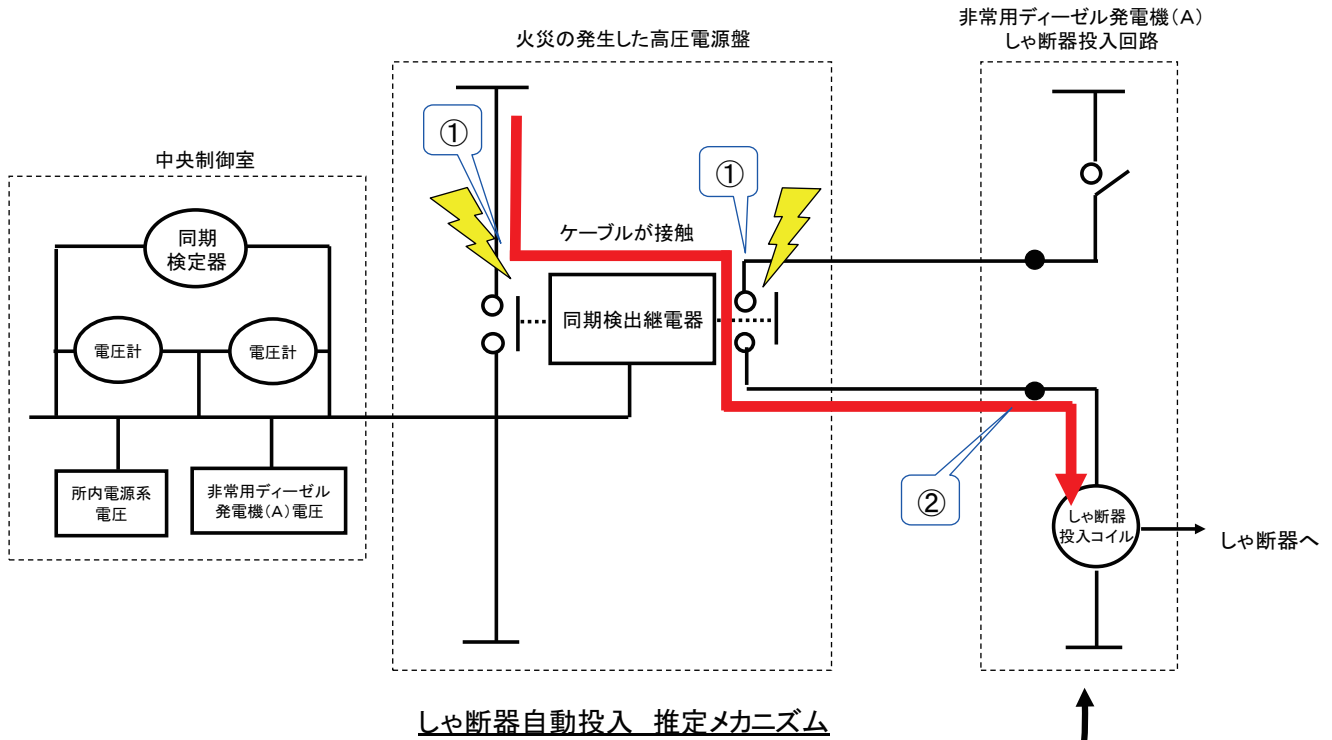 非常用ディーゼル発電機(A)
しゃ断器投入回路
火災の発生した高圧電源盤
中央制御室
①
①
ケーブルが接触
同期
検定器
同期検出継電器
電圧計
電圧計
所内電源系
電圧
非常用ディーゼル
発電機(A)電圧
②
しゃ断器
投入コイル
しゃ断器へ
しゃ断器自動投入 推定メカニズム